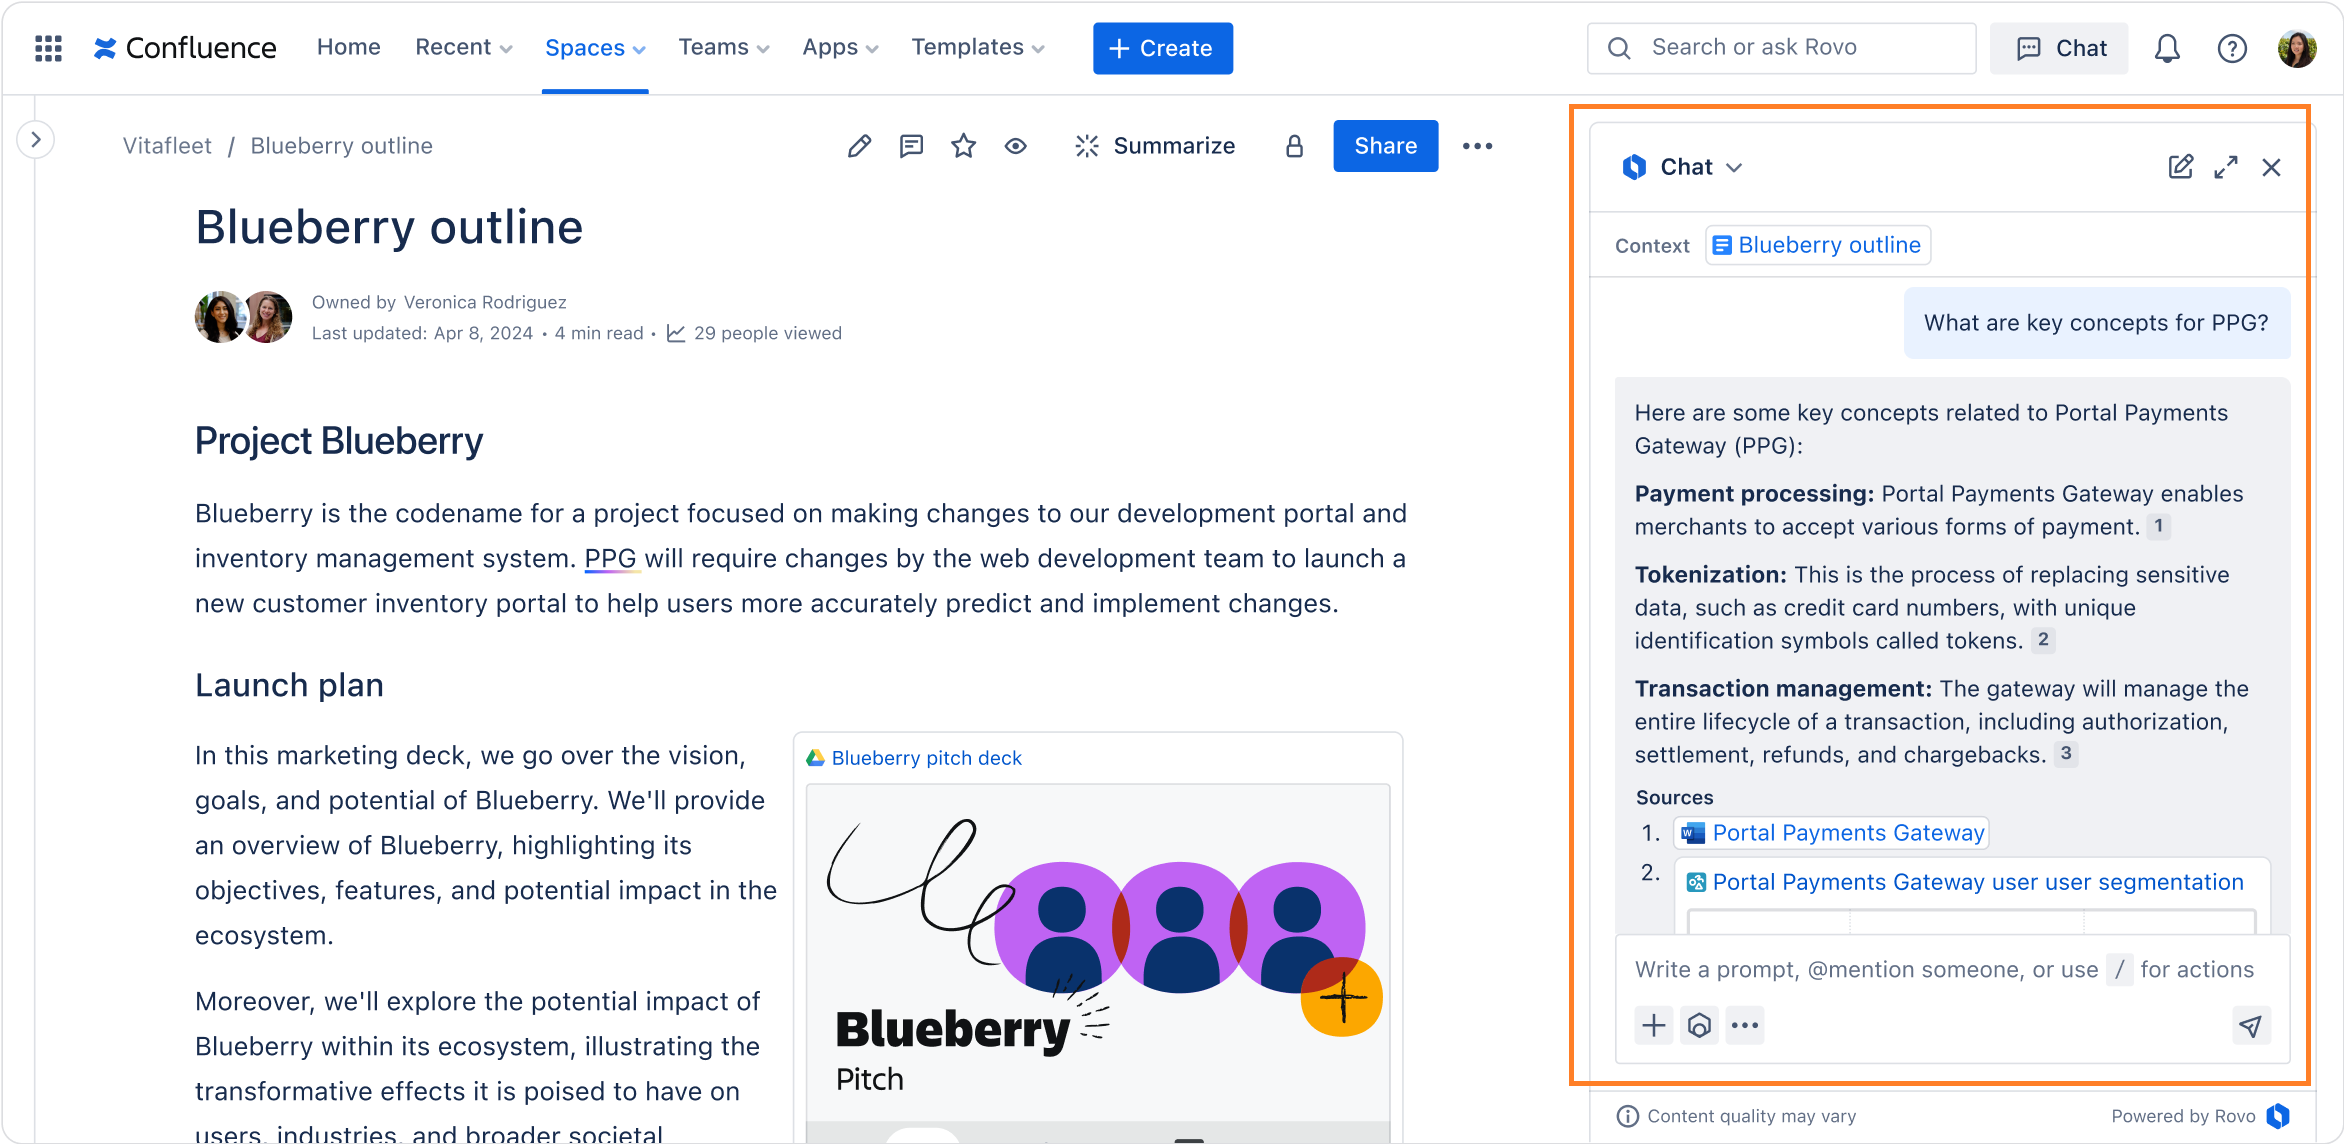 Confluence Home Recent Spaces Teams Apps Templates + Create Search or ask Rovo Chat
Vitafleet / Blueberry outline Summarize Share
Blueberry outline
Owned by Veronica Rodriguez
Last updated: Apr 8, 2024 • 4 min read • 29 people viewed
Project Blueberry
Blueberry is the codename for a project focused on making changes to our development portal and
inventory management system. PPG will require changes by the web development team to launch a
new customer inventory portal to help users more accurately predict and implement changes.
Launch plan
In this marketing deck, we go over the vision,
goals, and potential of Blueberry. We'll provide
an overview of Blueberry, highlighting its
objectives, features, and potential impact in the
ecosystem.
Moreover, we'll explore the potential impact of
Blueberry within its ecosystem, illustrating the
transformative effects it is poised to have on
users, industries, and broader societal
Blueberry pitch deck
Blueberry
Pitch
Chat
Context Blueberry outline
What are key concepts for PPG?
Here are some key concepts related to Portal Payments
Gateway (PPG):
Payment processing: Portal Payments Gateway enables
merchants to accept various forms of payment. 1
Tokenization: This is the process of replacing sensitive
data, such as credit card numbers, with unique
identification symbols called tokens. 2
Transaction management: The gateway will manage the
entire lifecycle of a transaction, including authorization,
settlement, refunds, and chargebacks. 3
Sources
1. Portal Payments Gateway
2. Portal Payments Gateway user user segmentation
Write a prompt, @mention someone, or use / for actions
Content quality may vary Powered by Rovo